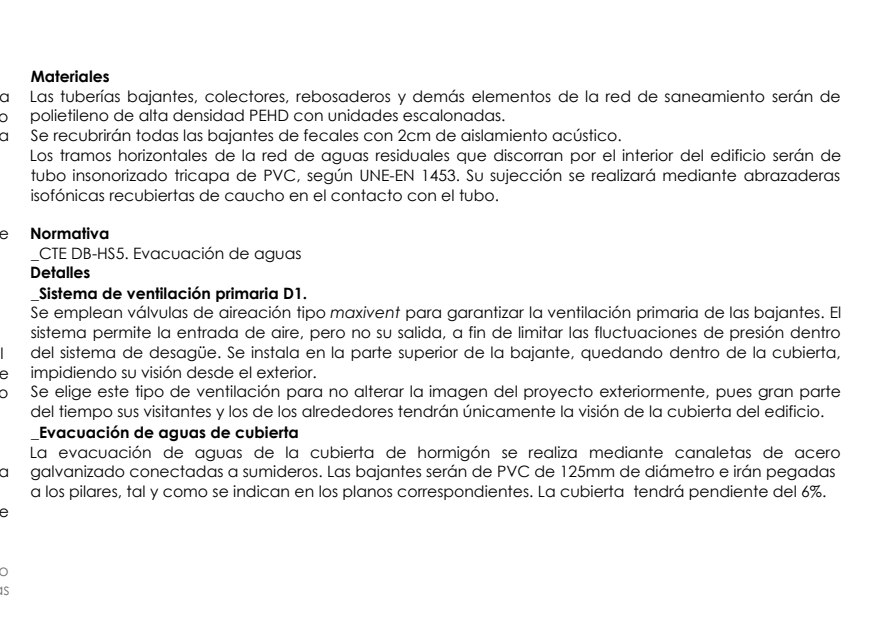 Materiales
Las tuberías bajantes, colectores, rebosaderos y demás elementos de la red de saneamiento serán de
polietileno de alta densidad PEHD con unidades escalonadas.
Se recubrirán todas las bajantes de fecales con 2cm de aislamiento acústico.
Los tramos horizontales de la red de aguas residuales que discorran por el interior del edificio serán de
tubo insonorizado tricapa de PVC, según UNE-EN 1453. Su sujección se realizará mediante abrazaderas
isofónicas recubiertas de caucho en el contacto con el tubo.
Normativa
_CTE DB-HS5. Evacuación de aguas
Detalles
_Sistema de ventilación primaria D1.
Se emplean válvulas de aireación tipo maxivent para garantizar la ventilación primaria de las bajantes. El
sistema permite la entrada de aire, pero no su salida, a fin de limitar las fluctuaciones de presión dentro
del sistema de desagüe. Se instala en la parte superior de la bajante, quedando dentro de la cubierta,
impidiendo su visión desde el exterior.
Se elige este tipo de ventilación para no alterar la imagen del proyecto exteriormente, pues gran parte
del tiempo sus visitantes y los de los alrededores tendrán únicamente la visión de la cubierta del edificio.
_Evacuación de aguas de cubierta
La evacuación de aguas de la cubierta de hormigón se realiza mediante canaletas de acero
galvanizado conectadas a sumideros. Las bajantes serán de PVC de 125mm de diámetro e irán pegadas
a los pilares, tal y como se indican en los planos correspondientes. La cubierta tendrá pendiente del 6%.